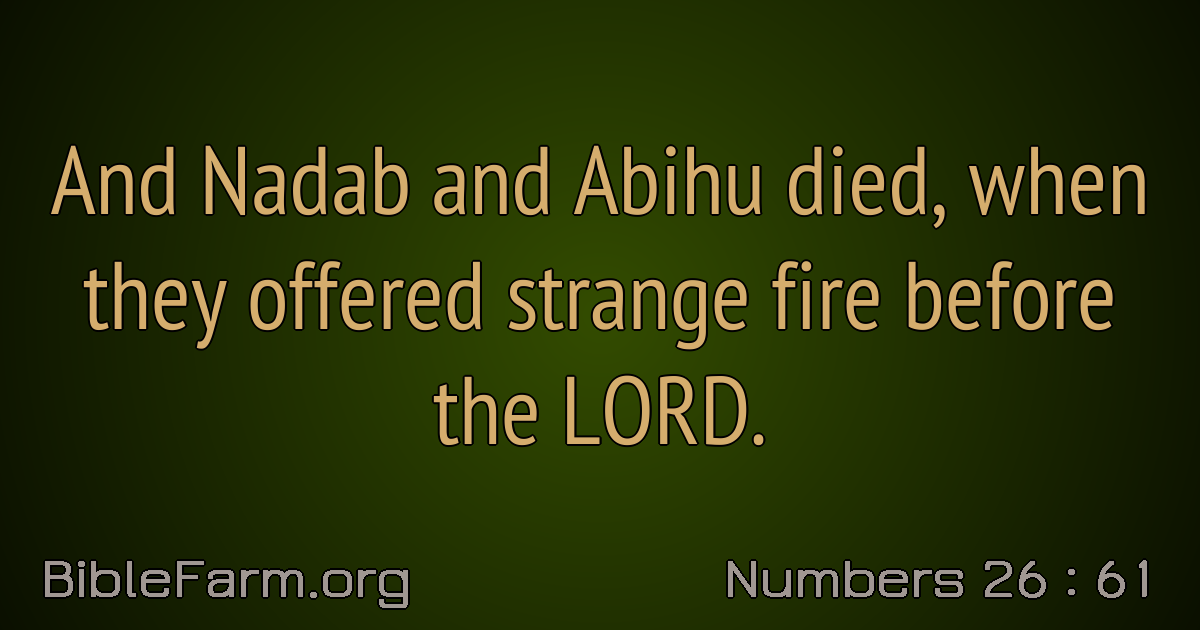 And Nadab and Abihu died, when
they offered strange fire before
the LORD.
BibleFarm.org
Numbers 26 : 61